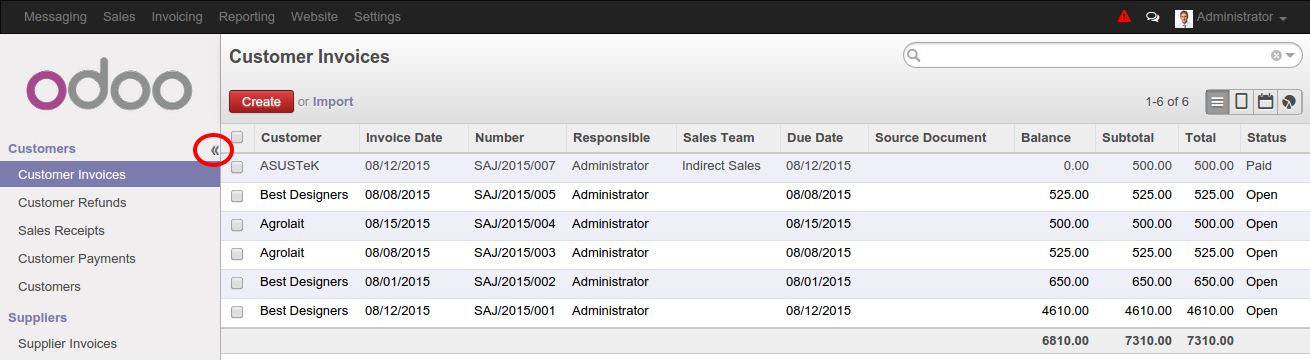 Messaging Sales Invoicing Reporting Website Settings Administrator
odoo
Customer Invoices
Create or Import 1-6 of 6
Customers «
Customer Invoices
Customer Refunds
Sales Receipts
Customer Payments
Customers
Suppliers
Supplier Invoices
Customer Invoice Date Number Responsible Sales Team Due Date Source Document Balance Subtotal Total Status
ASUSTeK 08/12/2015 SAJ/2015/007 Administrator Indirect Sales 08/12/2015 0.00 500.00 500.00 Paid
Best Designers 08/08/2015 SAJ/2015/005 Administrator 08/08/2015 525.00 525.00 525.00 Open
Agrolait 08/15/2015 SAJ/2015/004 Administrator 08/15/2015 500.00 500.00 500.00 Open
Agrolait 08/08/2015 SAJ/2015/003 Administrator 08/08/2015 525.00 525.00 525.00 Open
Best Designers 08/01/2015 SAJ/2015/002 Administrator 08/01/2015 650.00 650.00 650.00 Open
Best Designers 08/12/2015 SAJ/2015/001 Administrator 08/12/2015 4610.00 4610.00 4610.00 Open
6810.00 7310.00 7310.00